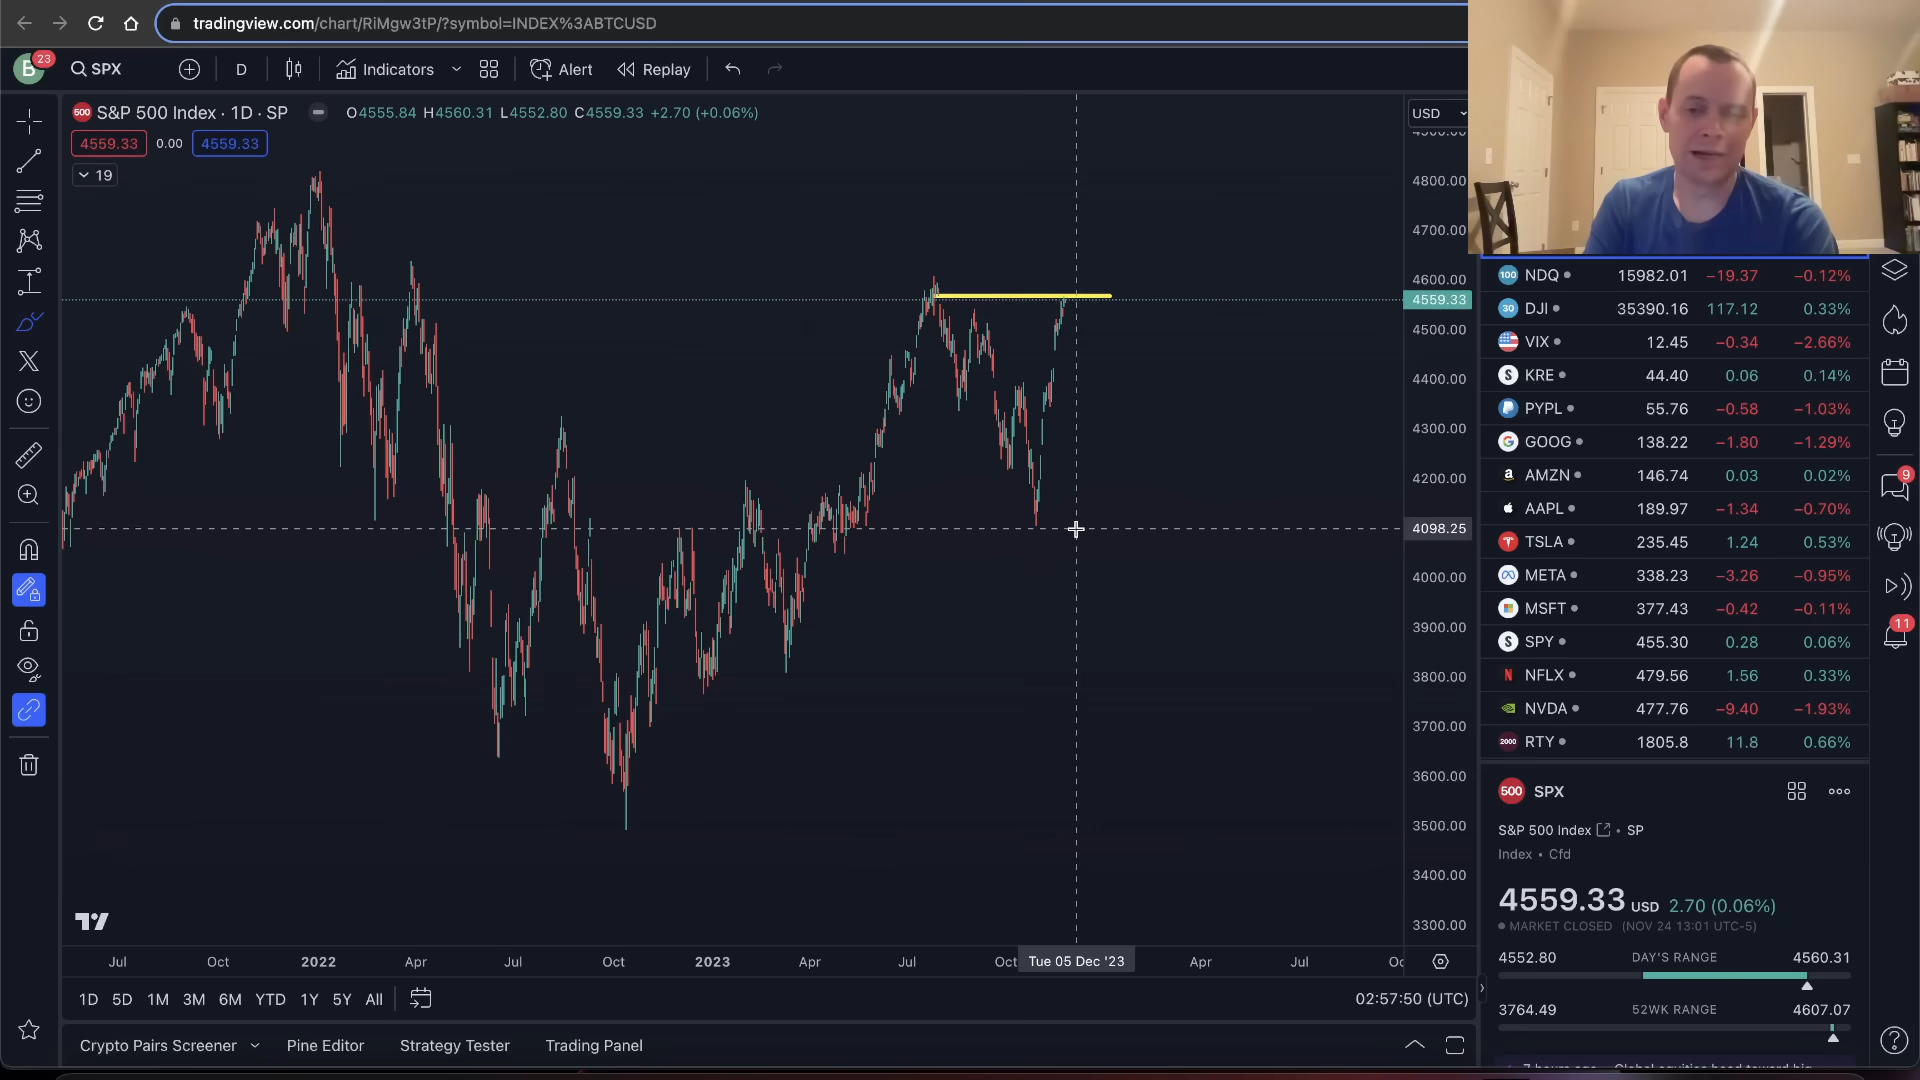 tradingview.com/chart/RiMgw3tP/?symbol=INDEX%3ABTCUSD
B 23 SPX D Indicators Alert Replay
500 S&P 500 Index · 1D · SP O4555.84 H4560.31 L4552.80 C4559.33 +2.70 (+0.06%)
4559.33 0.00 4559.33
19
USD
4800.00
4700.00
4600.00
4559.33
4500.00
4400.00
4300.00
4200.00
4098.25
4000.00
3900.00
3800.00
3700.00
3600.00
3500.00
3400.00
3300.00
Jul Oct 2022 Apr Jul Oct 2023 Apr Jul Oct Tue 05 Dec '23 Apr Jul
1D 5D 1M 3M 6M YTD 1Y 5Y All 02:57:50 (UTC)
Crypto Pairs Screener Pine Editor Strategy Tester Trading Panel
100 NDQ 15982.01 −19.37 −0.12%
30 DJI 35390.16 117.12 0.33%
VIX 12.45 −0.34 −2.66%
S KRE 44.40 0.06 0.14%
PYPL 55.76 −0.58 −1.03%
G GOOG 138.22 −1.80 −1.29%
a AMZN 146.74 0.03 0.02%
AAPL 189.97 −1.34 −0.70%
TSLA 235.45 1.24 0.53%
META 338.23 −3.26 −0.95%
MSFT 377.43 −0.42 −0.11%
S SPY 455.30 0.28 0.06%
N NFLX 479.56 1.56 0.33%
NVDA 477.76 −9.40 −1.93%
2000 RTY 1805.8 11.8 0.66%
500 SPX
S&P 500 Index • SP
Index • Cfd
4559.33 USD 2.70 (0.06%)
MARKET CLOSED (NOV 24 13:01 UTC-5)
4552.80 DAY'S RANGE 4560.31
3764.49 52WK RANGE 4607.07
9
11